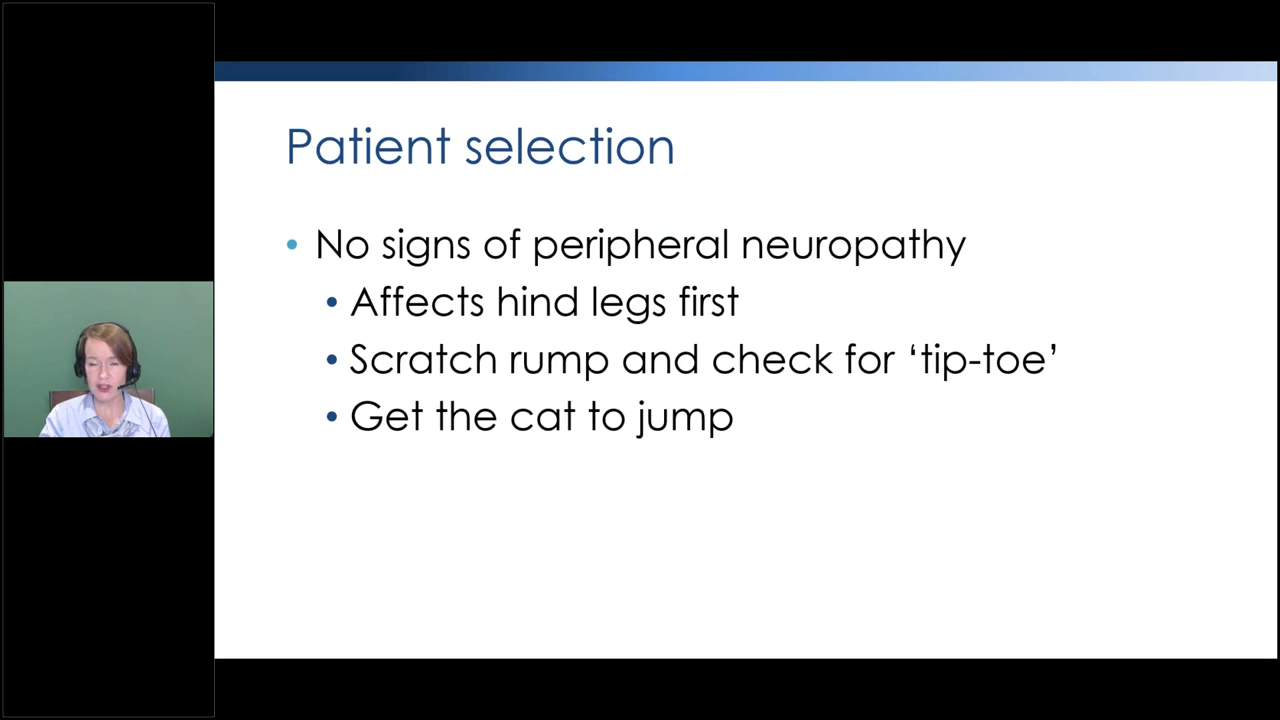 Patient selection
• No signs of peripheral neuropathy
• Affects hind legs first
• Scratch rump and check for ‘tip-toe’
• Get the cat to jump